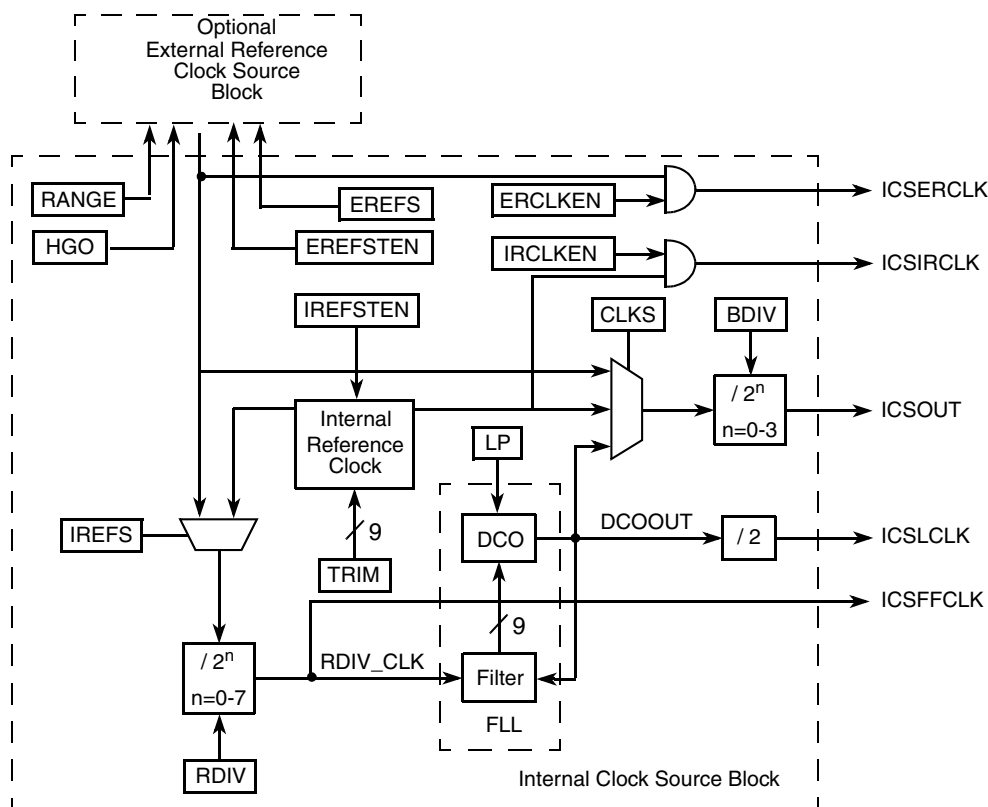 Optional
External Reference
Clock Source
Block
RANGE
HGO
EREFS
EREFSTEN
ERCLKEN
IRCLKEN
ICSERCLK
ICSIRCLK
IREFSTEN
CLKS
BDIV
Internal
Reference
Clock
/ 2n
n=0-3
ICSOUT
LP
IREFS
9
TRIM
DCO
DCOOUT
/ 2
ICSLCLK
ICSFFCLK
9
/ 2n
n=0-7
RDIV_CLK
Filter
FLL
RDIV
Internal Clock Source Block